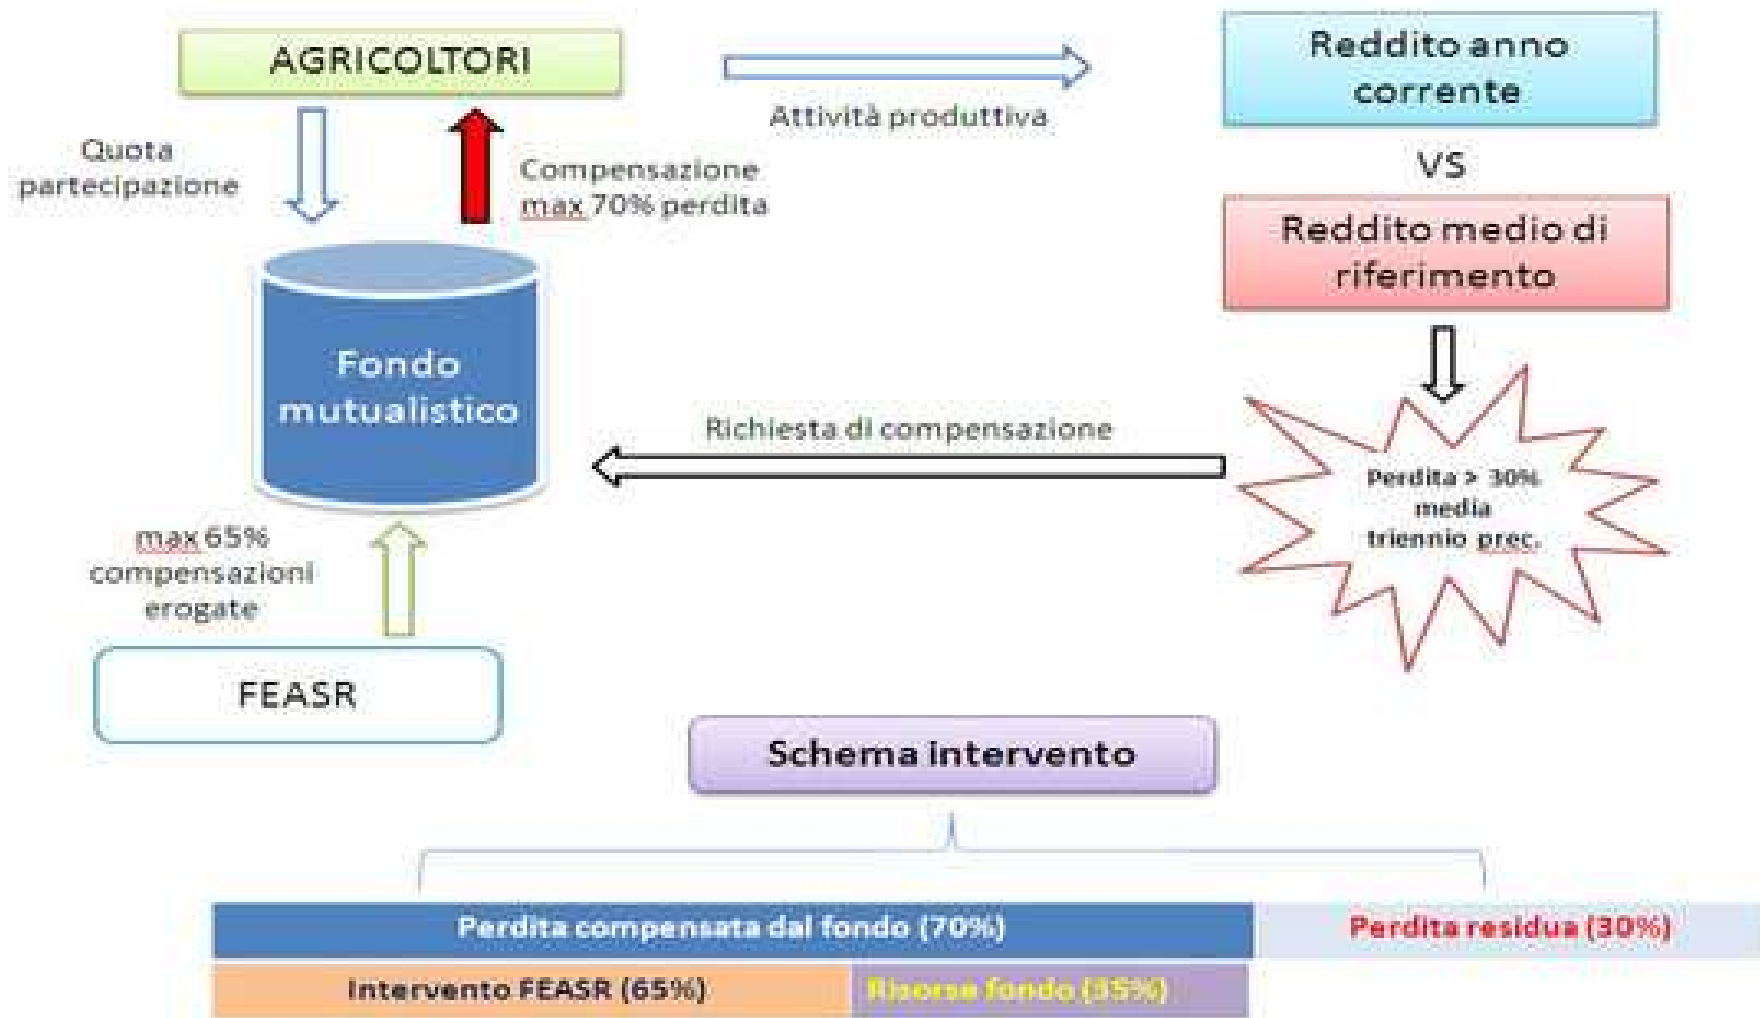 AGRICOLTORI
Attività produttiva
Reddito anno
corrente
VS
Reddito medio di
riferimento
Quota
partecipazione
Compensazione
max 70% perdita
Fondo
mutualistico
Richiesta di compensazione
Perdita > 30%
media
triennio prec.
max 65%
compensazioni
erogate
FEASR
Schema intervento
Perdita compensata dal fondo (70%)
Perdita residua (30%)
Intervento FEASR (65%)
Risorse fondo (35%)